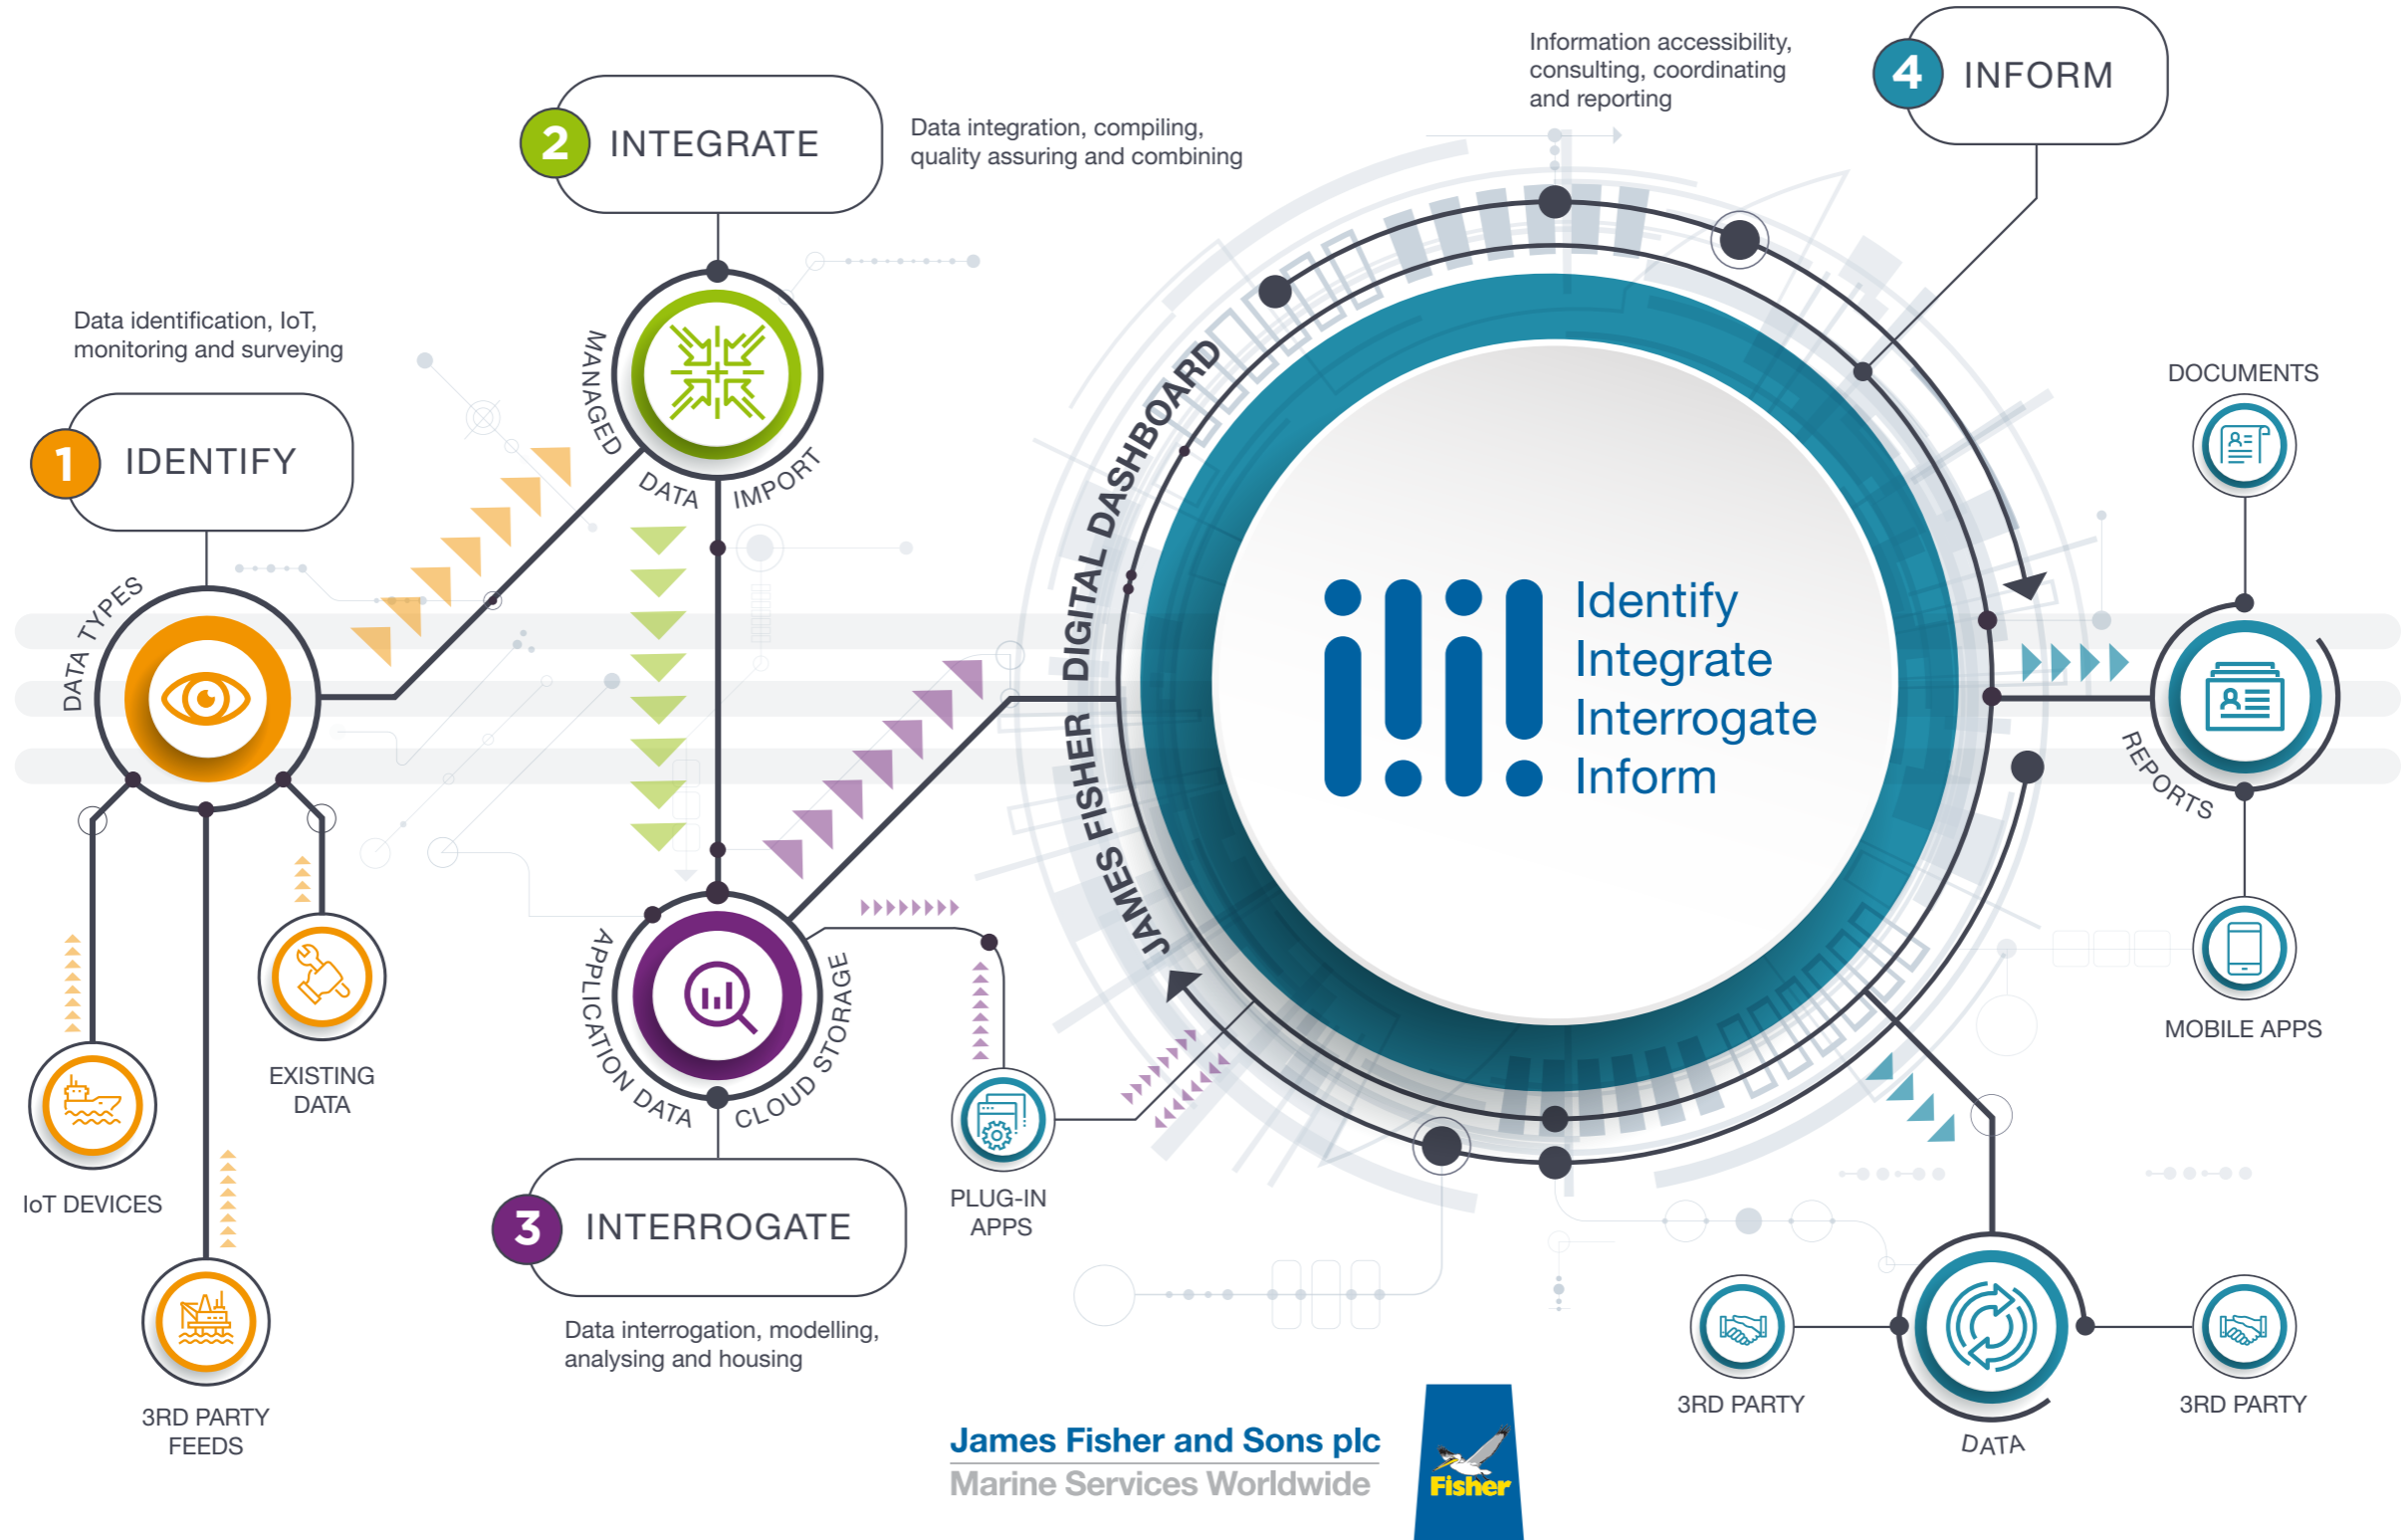 Information accessibility,
consulting, coordinating
and reporting
4 INFORM
2 INTEGRATE
Data integration, compiling,
quality assuring and combining
Data identification, IoT,
monitoring and surveying
1 IDENTIFY
MANAGED DATA IMPORT
DATA TYPES
JAMES FISHER DIGITAL DASHBOARD
Identify
Integrate
Interrogate
Inform
DOCUMENTS
REPORTS
MOBILE APPS
EXISTING
DATA
IoT DEVICES
3RD PARTY
FEEDS
APPLICATION DATA
CLOUD STORAGE
3 INTERROGATE
Data interrogation, modelling,
analysing and housing
PLUG-IN
APPS
3RD PARTY
DATA
3RD PARTY
James Fisher and Sons plc
Marine Services Worldwide
Fisher